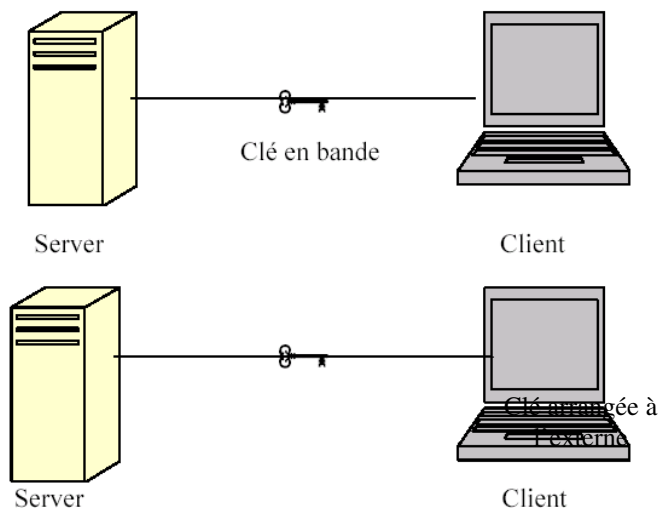 Clé en bande
Server
Client
Clé arrangée à
l'externe
Server
Client